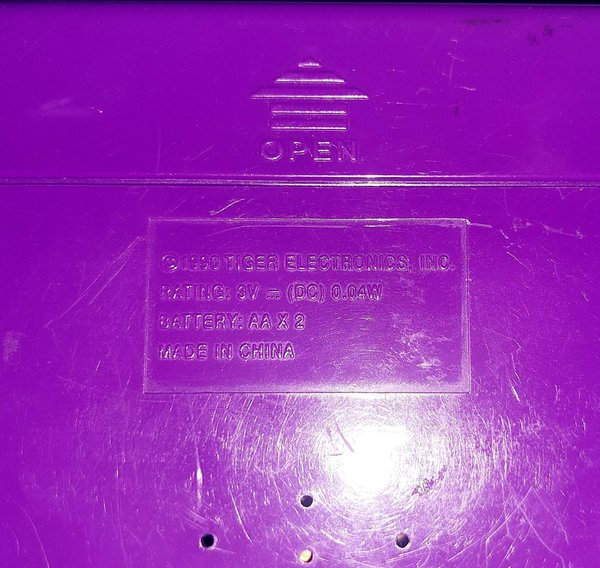 OPEN
© 1990 TIGER ELECTRONICS, INC.
RATING: 3V ⎓ (DC) 0.04W
BATTERY: AA X 2
MADE IN CHINA